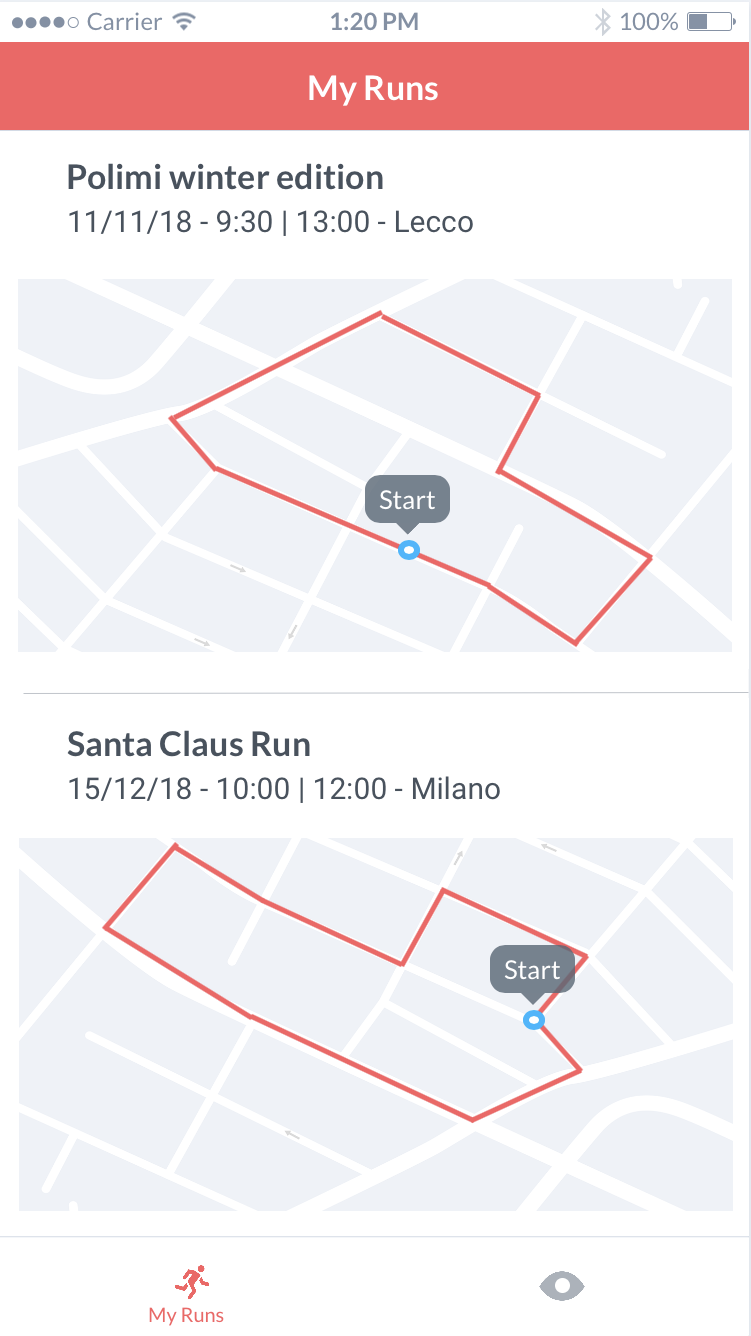 Carrier 1:20 PM 100%
My Runs
Polimi winter edition
11/11/18 - 9:30 | 13:00 - Lecco
Start
Santa Claus Run
15/12/18 - 10:00 | 12:00 - Milano
Start
My Runs